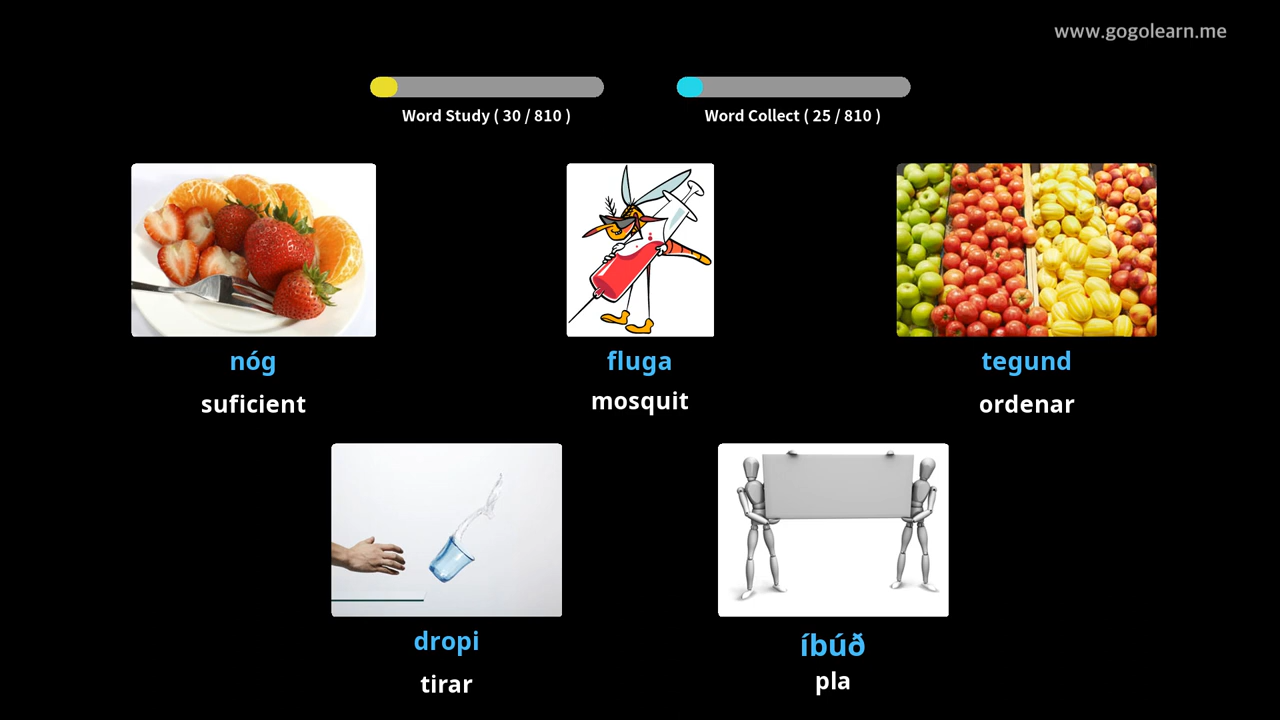 www.gogolearn.me
Word Study ( 30 / 810 )
Word Collect ( 25 / 810 )
nóg
suficient
fluga
mosquit
tegund
ordenar
dropi
tirar
íbúð
pla